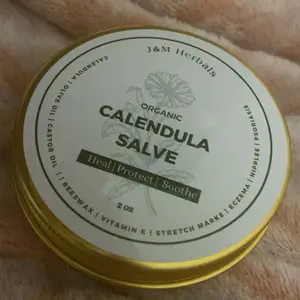 J&M Herbals
ORGANIC
CALENDULA
SALVE
Heal | Protect | Soothe
2 oz
CALENDULA | OLIVE OIL | CASTOR OIL | BEESWAX | VITAMIN E | STRETCH MARKS | ECZEMA | NIPPLES | PSORIASIS